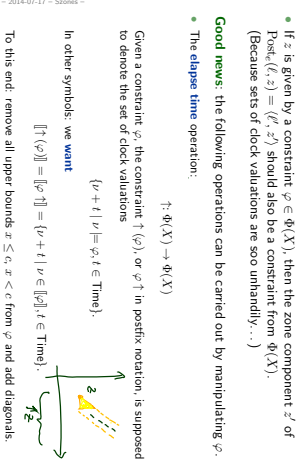 – 2014-07-17 – Szones –
• If z is given by a constraint φ ∈ Φ(X), then the zone component z′ of
Post_e(ℓ, z) = ⟨ℓ′, z′⟩ should also be a constraint from Φ(X).
(Because sets of clock valuations are soo unhandily. . . )
Good news: the following operations can be carried out by manipulating φ.
• The elapse time operation:
↑: Φ(X) → Φ(X)
Given a constraint φ, the constraint ↑ (φ), or φ ↑ in postfix notation, is supposed
to denote the set of clock valuations
{ν + t | ν ⊨ φ, t ∈ Time}.
In other symbols: we want
⟦↑ (φ)⟧ = ⟦φ ↑⟧ = {ν + t | ν ∈ ⟦φ⟧, t ∈ Time}.
To this end: remove all upper bounds x ≤ c, x < c from φ and add diagonals.
z
z↑